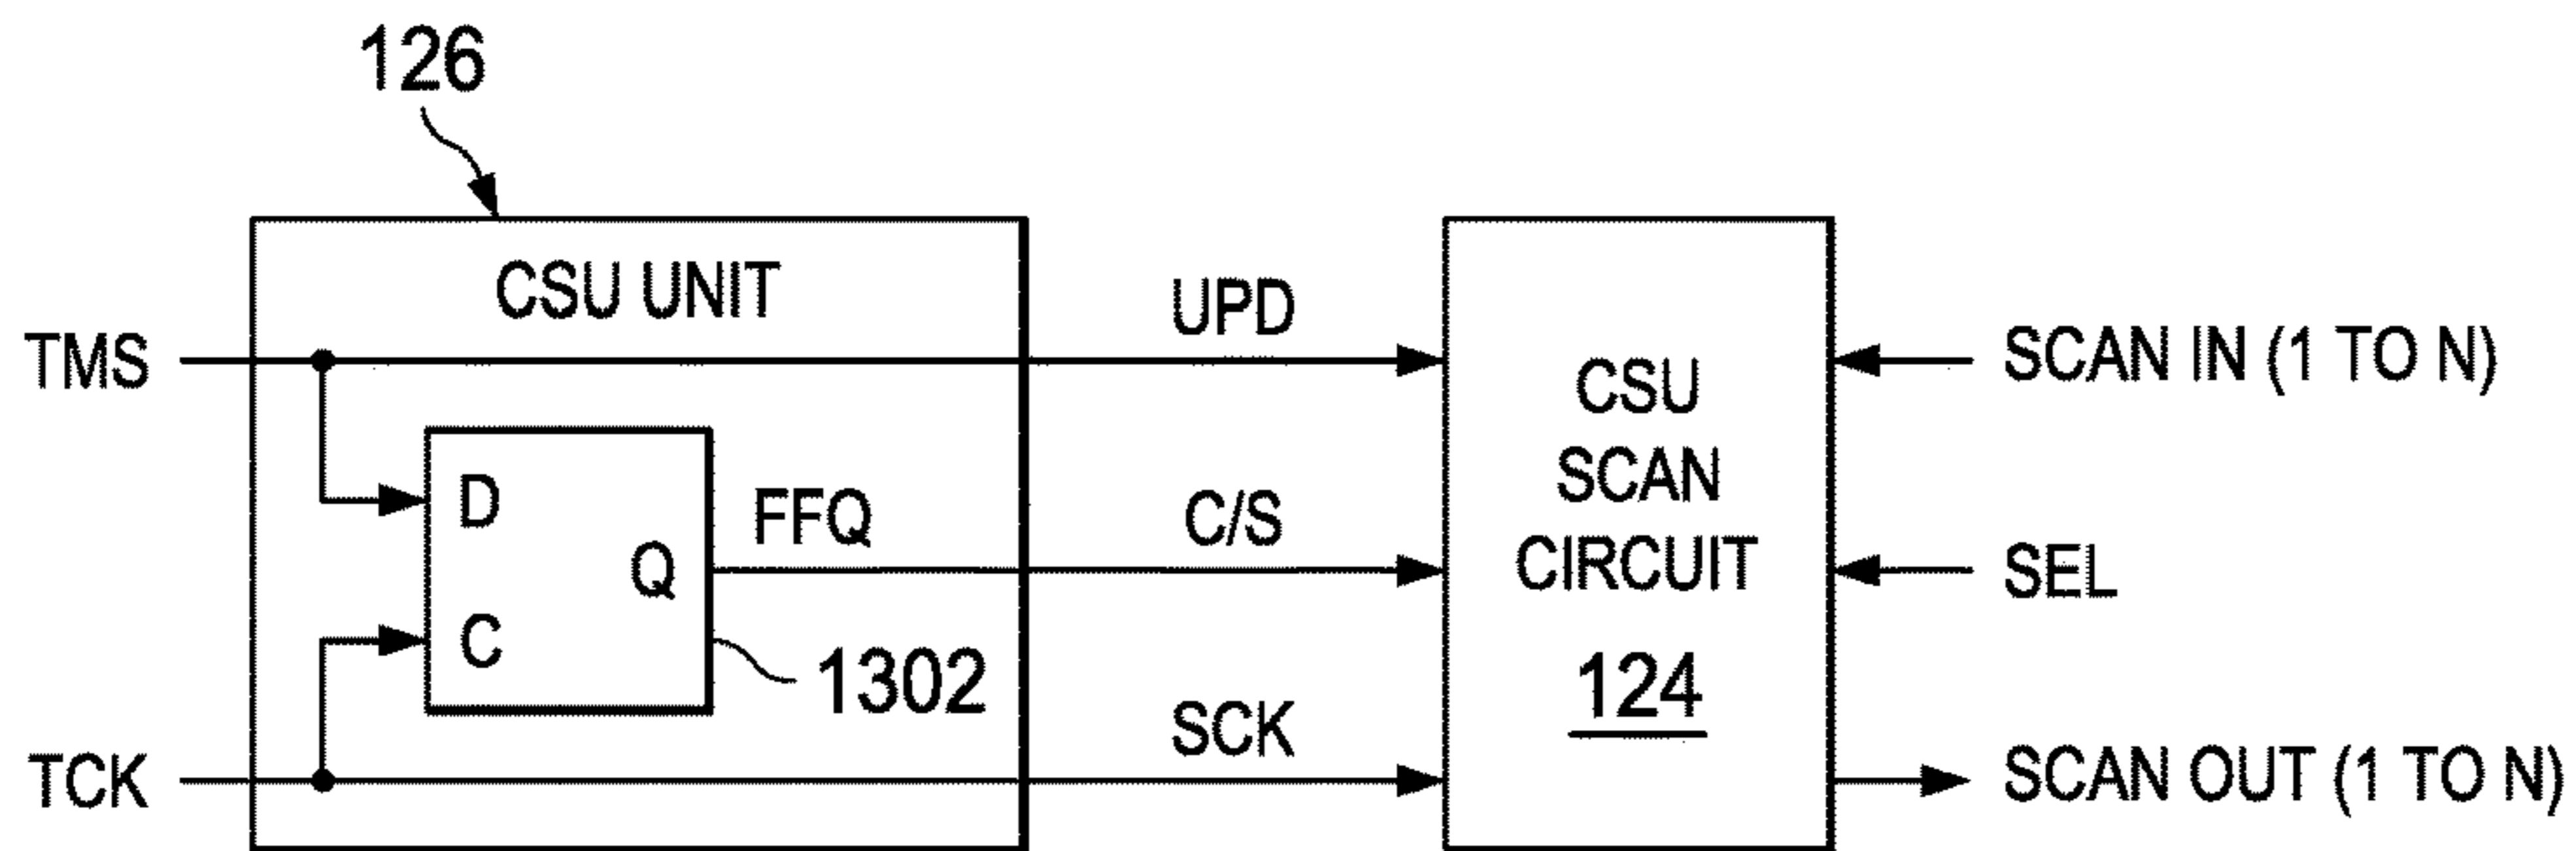 126
CSU UNIT
TMS
UPD
SCAN IN (1 TO N)
CSU
SCAN
CIRCUIT
124
D
C
Q
FFQ
C/S
SEL
1302
TCK
SCK
SCAN OUT (1 TO N)